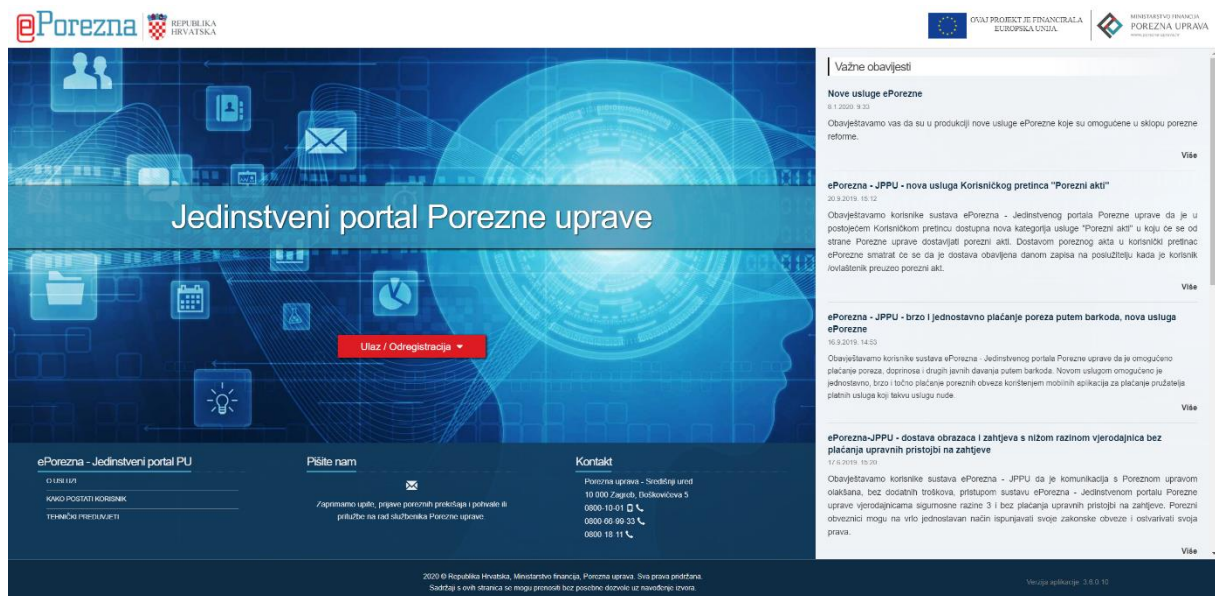 ePorezna REPUBLIKA
HRVATSKA
OVAJ PROJEKT JE FINANCIRALA
EUROPSKA UNIJA.
MINISTARSTVO FINANCIJA
POREZNA UPRAVA
www.porezna-uprava.hr
Jedinstveni portal Porezne uprave
Ulaz / Odregistracija
Važne obavijesti
Nove usluge ePorezne
8.1.2020. 9:33
Obavještavamo vas da su u produkciji nove usluge ePorezne koje su omogućene u sklopu porezne
reforme.
Više
ePorezna - JPPU - nova usluga Korisničkog pretinca "Porezni akti"
20.9.2019. 15:12
Obavještavamo korisnike sustava ePorezna - Jedinstvenog portala Porezne uprave da je u
postojećem Korisničkom pretincu dostupna nova kategorija usluge "Porezni akti" u koju će se od
strane Porezne uprave dostavljati porezni akti. Dostavom poreznog akta u korisnički pretinac
ePorezne smatrat će se da je dostava obavljena danom zapisa na poslužitelju kada je korisnik
/ovlaštenik preuzeo porezni akt.
Više
ePorezna - JPPU - brzo i jednostavno plaćanje poreza putem barkoda, nova usluga
ePorezne
16.9.2019. 14:53
Obavještavamo korisnike sustava ePorezna - Jedinstvenog portala Porezne uprave da je omogućeno
plaćanje poreza, doprinosa i drugih javnih davanja putem barkoda. Novom uslugom omogućeno je
jednostavno, brzo i točno plaćanje poreznih obveza korištenjem mobilnih aplikacija za plaćanje pružatelja
platnih usluga koji takvu uslugu nude.
Više
ePorezna-JPPU - dostava obrazaca i zahtjeva s nižom razinom vjerodajnica bez
plaćanja upravnih pristojbi na zahtjeve
17.6.2019. 15:20
Obavještavamo korisnike sustava ePorezna - JPPU da je komunikacija s Poreznom upravom
olakšana, bez dodatnih troškova, pristupom sustavu ePorezna - Jedinstvenom portalu Porezne
uprave vjerodajnicama sigurnosne razine 3 i bez plaćanja upravnih pristojbi na zahtjeve. Porezni
obveznici mogu na vrlo jednostavan način ispunjavati svoje zakonske obveze i ostvarivati svoja
prava.
Više
ePorezna - Jedinstveni portal PU
O USLUZI
KAKO POSTATI KORISNIK
TEHNIČKI PREDUVJETI
Pišite nam
Zaprimamo upite, prijave poreznih prekršaja i pohvale ili
pritužbe na rad službenika Porezne uprave.
Kontakt
Porezna uprava - Središnji ured
10 000 Zagreb, Boškovićeva 5
0800-10-01
0800-66-99-33
0800-18-11
2020 © Republika Hrvatska, Ministarstvo financija, Porezna uprava. Sva prava pridržana.
Sadržaj s ovih stranica se mogu prenositi bez posebne dozvole uz navođenje izvora.
Verzija aplikacije: 3.6.0.10